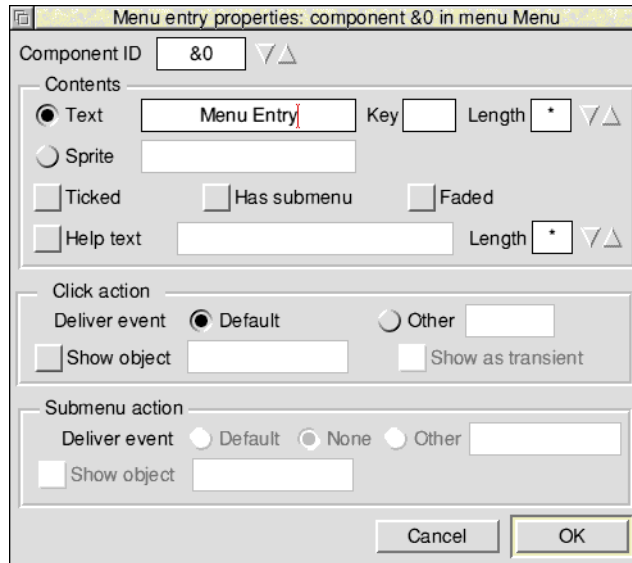 Menu entry properties: component &0 in menu Menu
Component ID &0
Contents
Text Menu Entry Key Length *
Sprite
Ticked Has submenu Faded
Help text Length *
Click action
Deliver event Default Other
Show object Show as transient
Submenu action
Deliver event Default None Other
Show object
Cancel OK